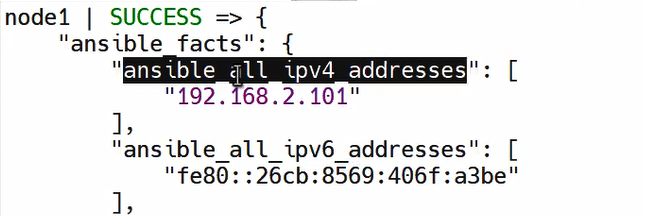 node1 | SUCCESS => {
"ansible_facts": {
"ansible_all_ipv4_addresses": [
"192.168.2.101"
],
"ansible_all_ipv6_addresses": [
"fe80::26cb:8569:406f:a3be"
],